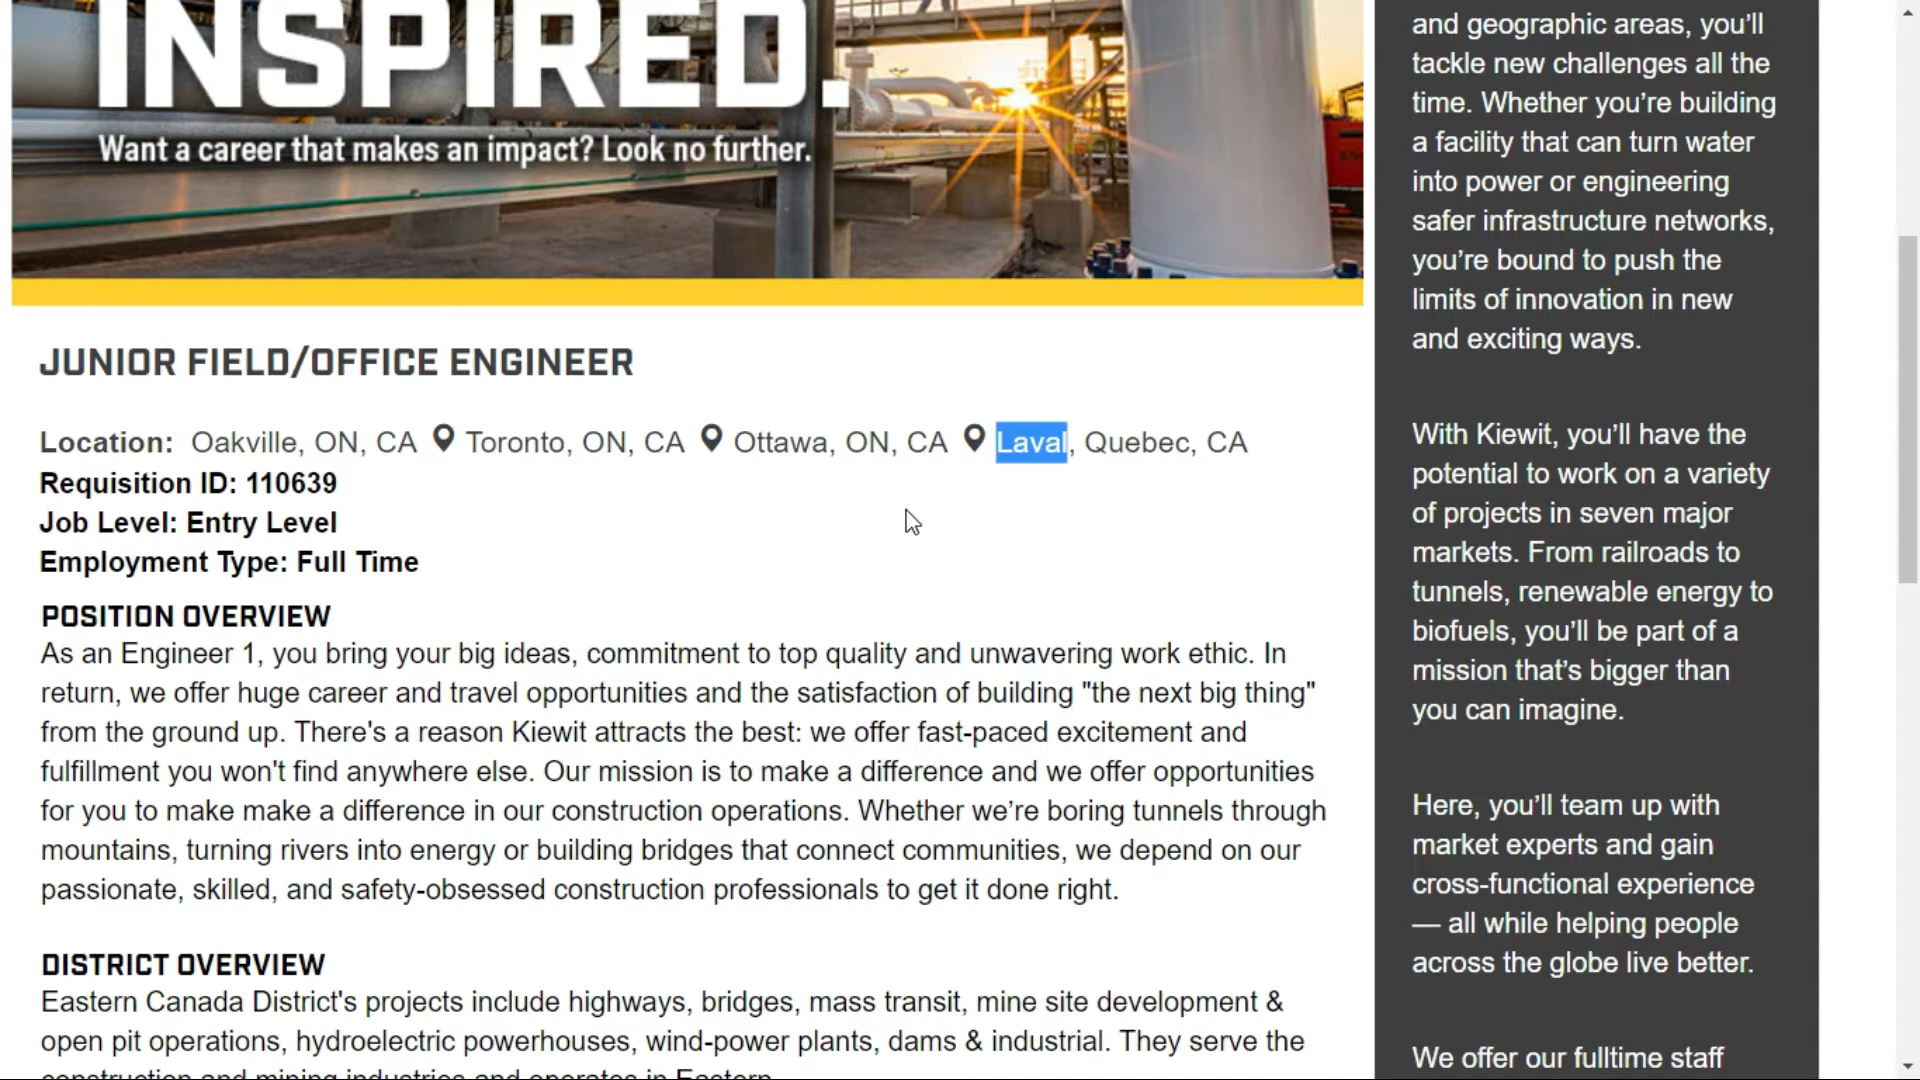 INSPIRED.
Want a career that makes an impact? Look no further.
JUNIOR FIELD/OFFICE ENGINEER
Location: Oakville, ON, CA Toronto, ON, CA Ottawa, ON, CA Laval, Quebec, CA
Requisition ID: 110639
Job Level: Entry Level
Employment Type: Full Time
POSITION OVERVIEW
As an Engineer 1, you bring your big ideas, commitment to top quality and unwavering work ethic. In
return, we offer huge career and travel opportunities and the satisfaction of building "the next big thing"
from the ground up. There's a reason Kiewit attracts the best: we offer fast-paced excitement and
fulfillment you won't find anywhere else. Our mission is to make a difference and we offer opportunities
for you to make make a difference in our construction operations. Whether we’re boring tunnels through
mountains, turning rivers into energy or building bridges that connect communities, we depend on our
passionate, skilled, and safety-obsessed construction professionals to get it done right.
DISTRICT OVERVIEW
Eastern Canada District's projects include highways, bridges, mass transit, mine site development &
open pit operations, hydroelectric powerhouses, wind-power plants, dams & industrial. They serve the
construction and mining industries and operates in Eastern
and geographic areas, you’ll
tackle new challenges all the
time. Whether you’re building
a facility that can turn water
into power or engineering
safer infrastructure networks,
you’re bound to push the
limits of innovation in new
and exciting ways.
With Kiewit, you’ll have the
potential to work on a variety
of projects in seven major
markets. From railroads to
tunnels, renewable energy to
biofuels, you’ll be part of a
mission that’s bigger than
you can imagine.
Here, you’ll team up with
market experts and gain
cross-functional experience
— all while helping people
across the globe live better.
We offer our fulltime staff